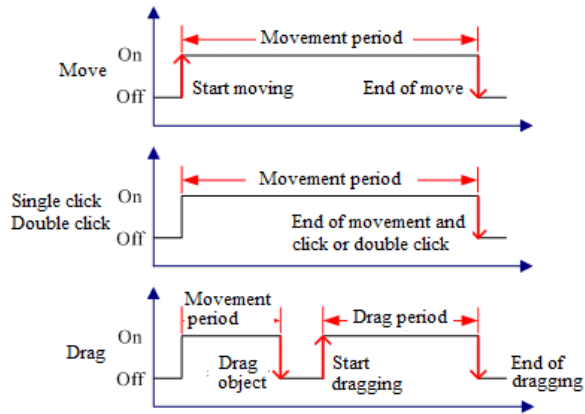 Movement period
On
Move
Start moving
End of move
Off
Movement period
Single click
Double click
On
End of movement and
click or double click
Off
Movement
period
Drag period
On
Drag
Drag
object
Start
dragging
End of
dragging
Off